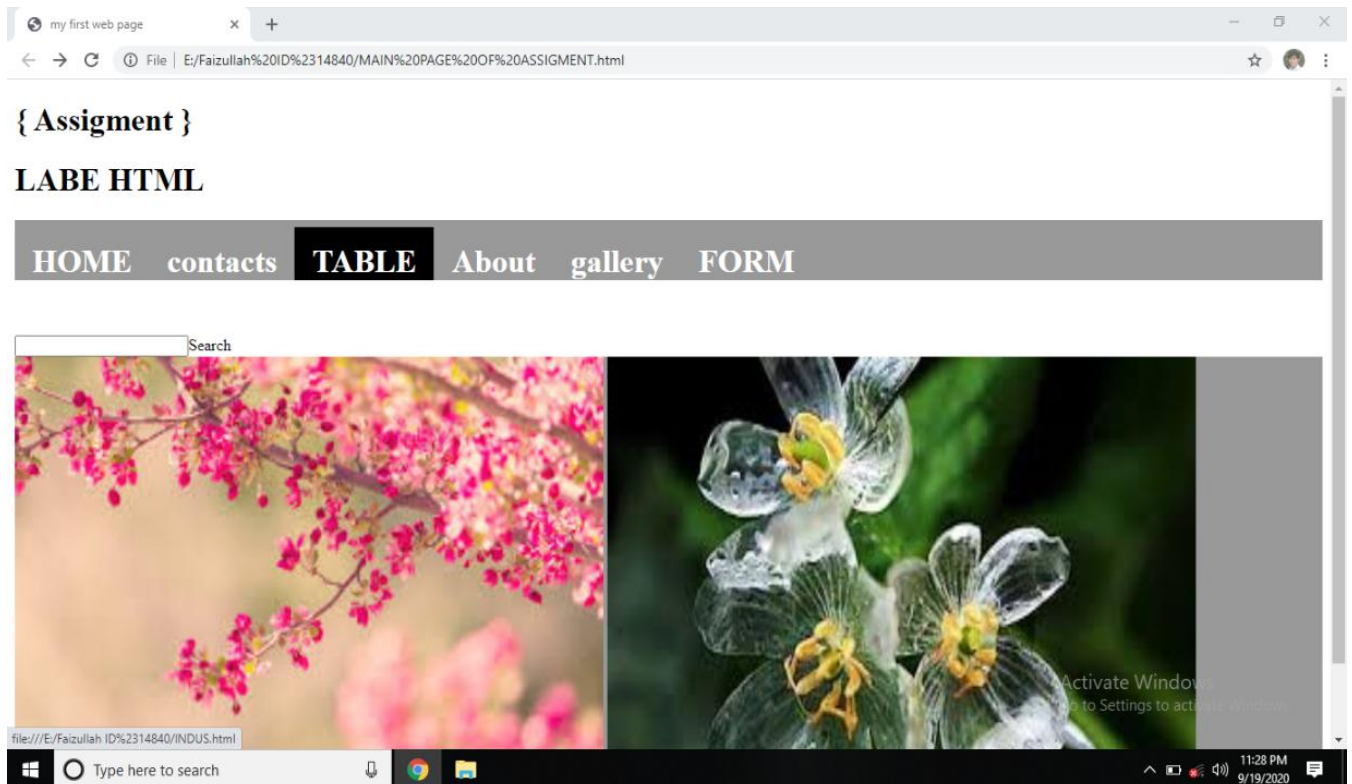 my first web page
File | E:/Faizullah%20ID%2314840/MAIN%20PAGE%20OF%20ASSIGMENT.html
{ Assigment }
LABE HTML
HOME contacts TABLE About gallery FORM
Search
Activate Windows
Go to Settings to activate Windows.
file:///E:/Faizullah ID%2314840/INDUS.html
Type here to search
11:28 PM
9/19/2020